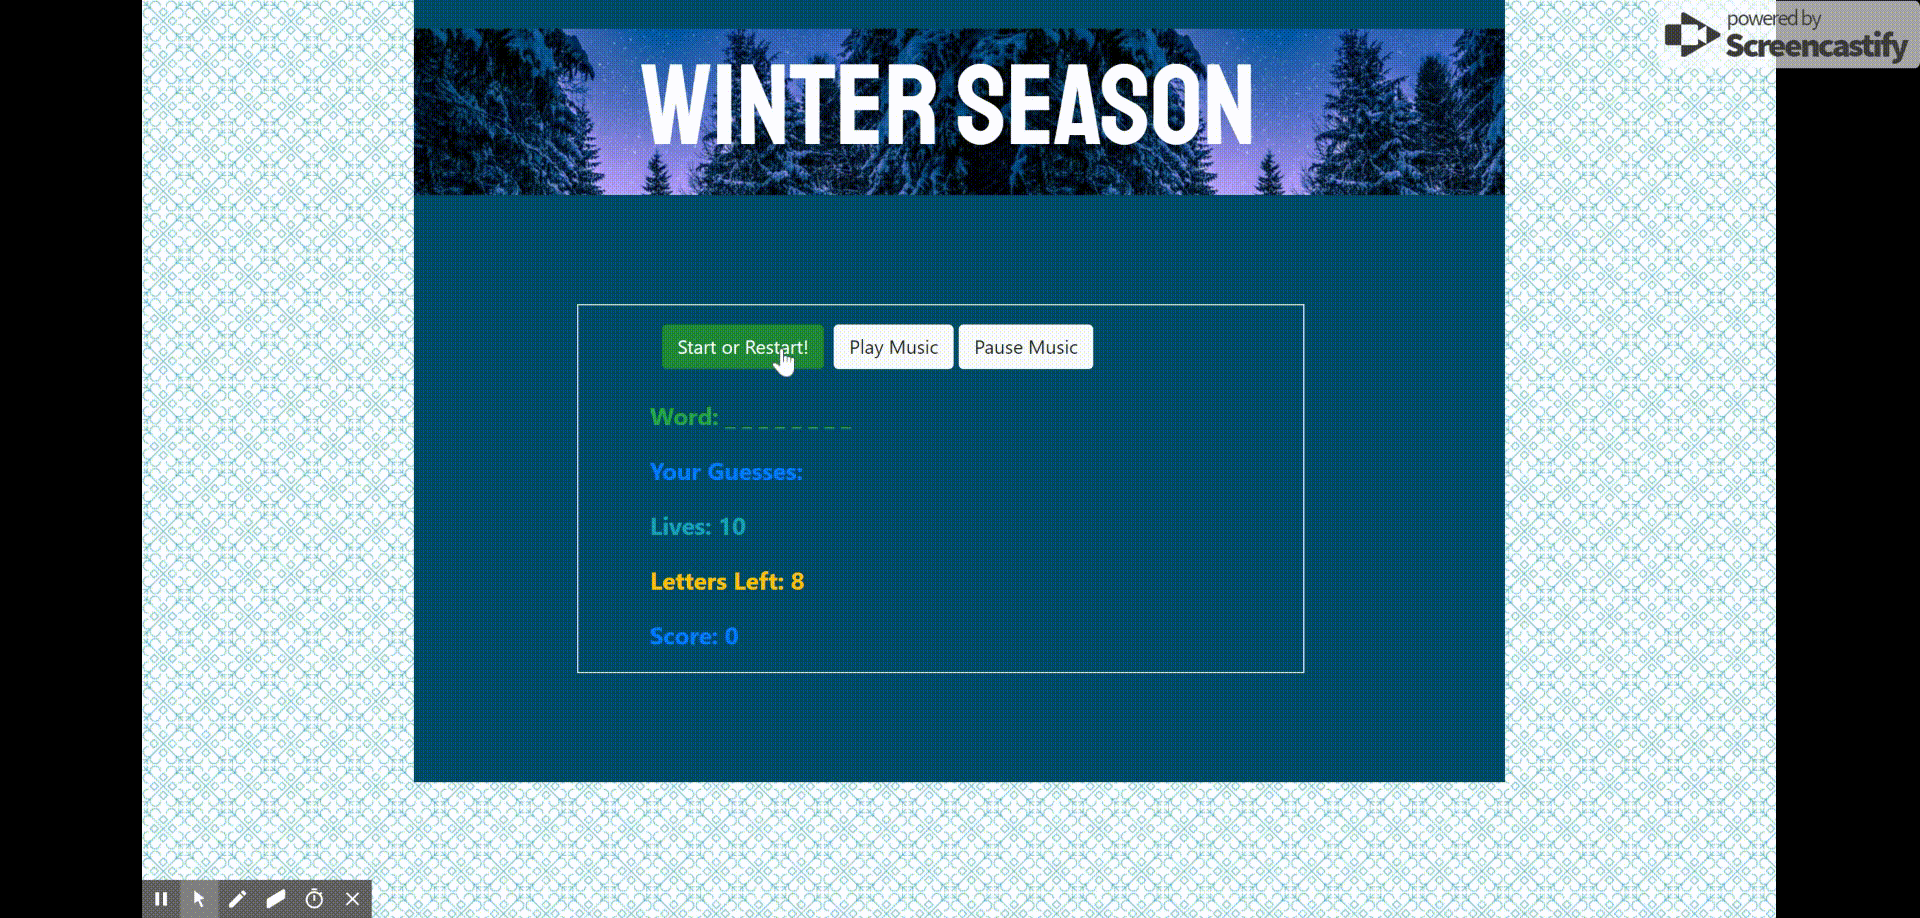 powered by
Screencastify
WINTER SEASON
Start or Restart! Play Music Pause Music
Word: _ _ _ _ _ _ _ _
Your Guesses:
Lives: 10
Letters Left: 8
Score: 0